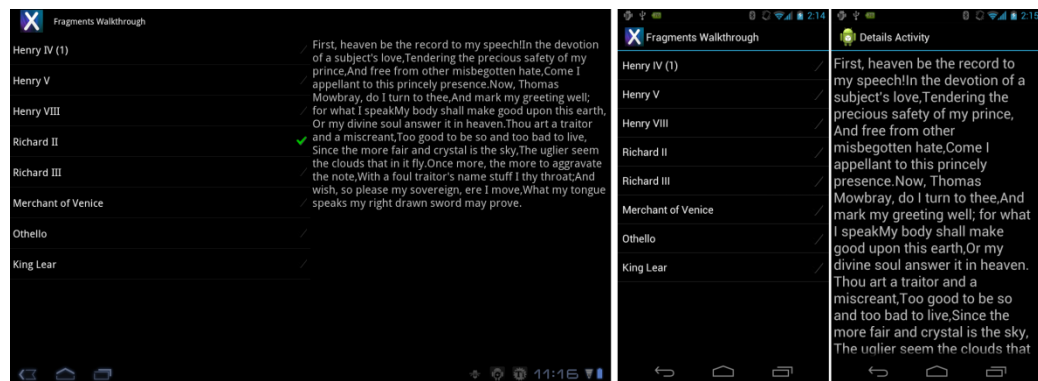 Fragments Walkthrough
Henry IV (1)
Henry V
Henry VIII
Richard II
Richard III
Merchant of Venice
Othello
King Lear
First, heaven be the record to my speech!In the devotion
of a subject's love,Tendering the precious safety of my
prince,And free from other misbegotten hate,Come I
appellant to this princely presence.Now, Thomas
Mowbray, do I turn to thee,And mark my greeting well;
for what I speakMy body shall make good upon this earth,
Or my divine soul answer it in heaven.Thou art a traitor
and a miscreant,Too good to be so and too bad to live,
Since the more fair and crystal is the sky,The uglier seem
the clouds that in it fly.Once more, the more to aggravate
the note,With a foul traitor's name stuff I thy throat;And
wish, so please my sovereign, ere I move,What my tongue
speaks my right drawn sword may prove.
11:16
2:14
Fragments Walkthrough
Henry IV (1)
Henry V
Henry VIII
Richard II
Richard III
Merchant of Venice
Othello
King Lear
2:15
Details Activity
First, heaven be the record to
my speech!In the devotion of a
subject's love,Tendering the
precious safety of my prince,
And free from other
misbegotten hate,Come I
appellant to this princely
presence.Now, Thomas
Mowbray, do I turn to thee,And
mark my greeting well; for what
I speakMy body shall make
good upon this earth,Or my
divine soul answer it in heaven.
Thou art a traitor and a
miscreant,Too good to be so
and too bad to live,Since the
more fair and crystal is the sky,
The uglier seem the clouds that